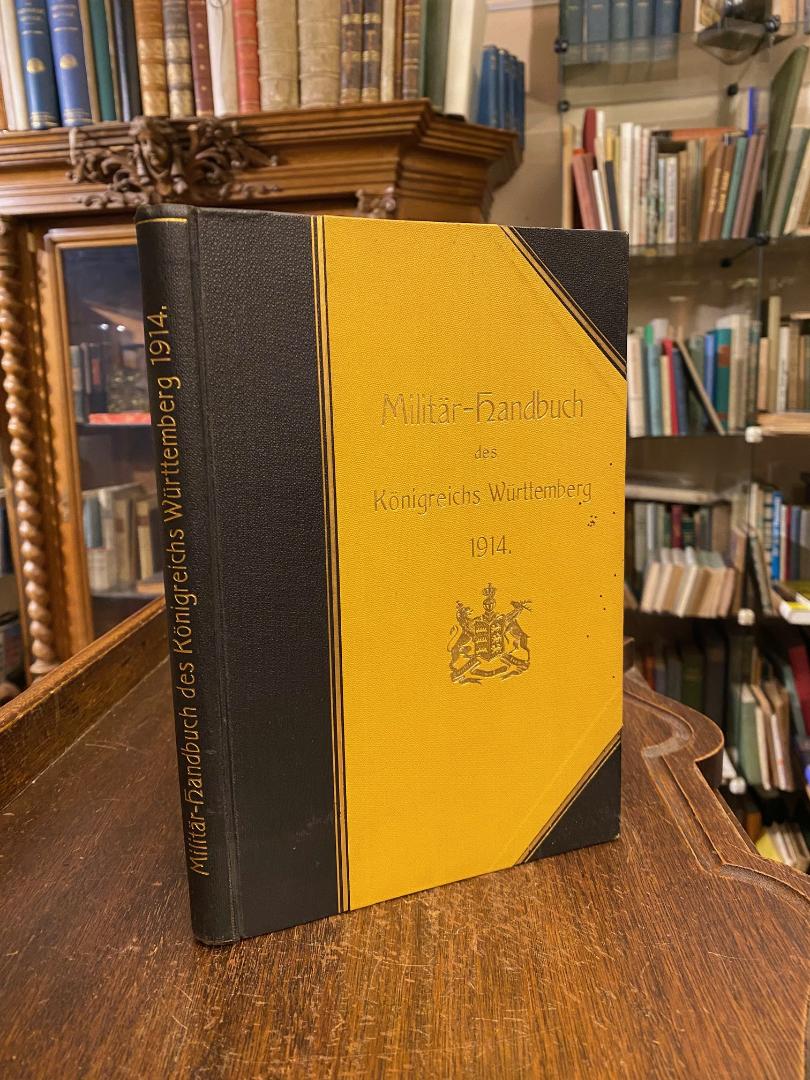 Militär-Handbuch des Königreichs Württemberg 1914.
Militär-Handbuch
des
Königreichs Württemberg
1914.